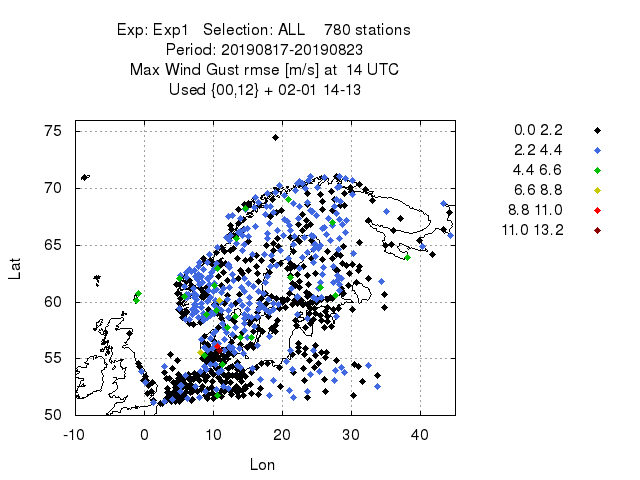 Exp: Exp1   Selection: ALL    780 stations
Period: 20190817-20190823
Max Wind Gust rmse [m/s] at  14 UTC
Used {00,12} + 02-01 14-13
75
70
65
60
55
50
Lat
-10 0 10 20 30 40
Lon
0.0 2.2
2.2 4.4
4.4 6.6
6.6 8.8
8.8 11.0
11.0 13.2